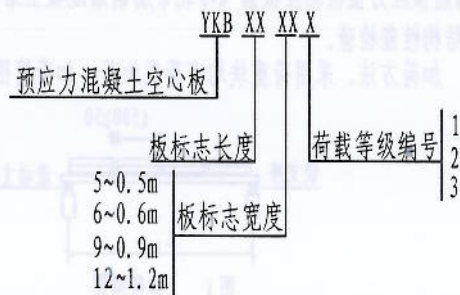 YKB XX XX X
预应力混凝土空心板
板标志长度
荷载等级编号
1
2
3
5~0.5m
6~0.6m
9~0.9m
12~1.2m
板标志宽度